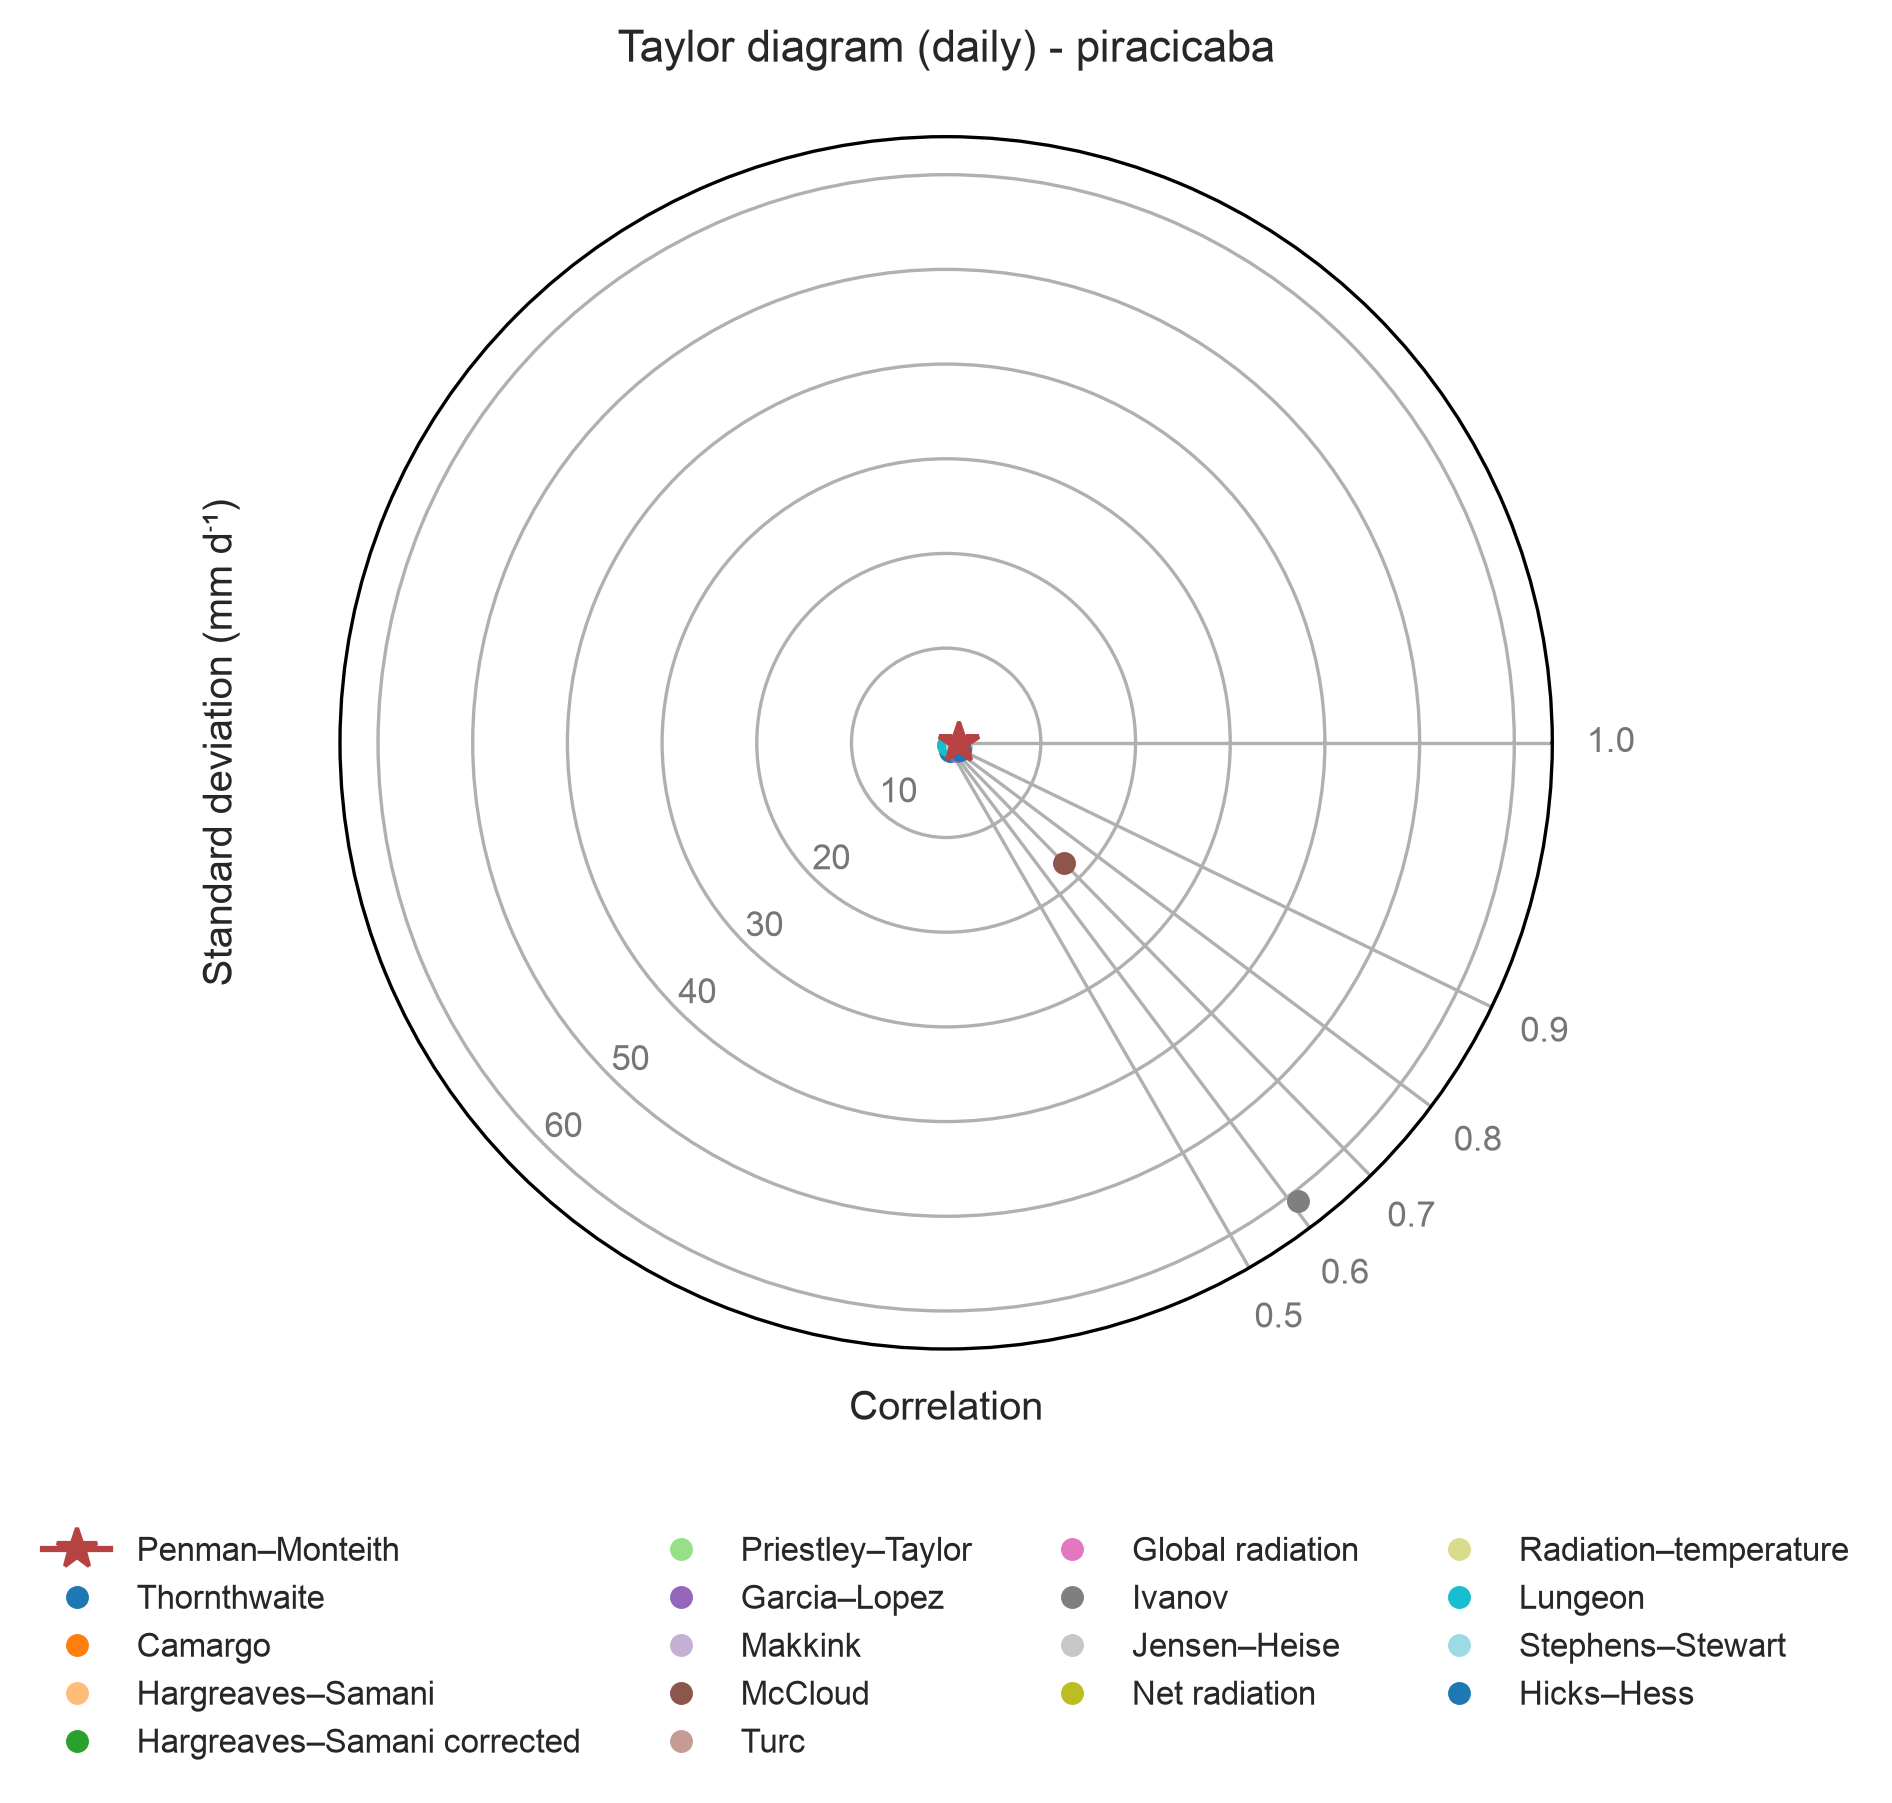 Taylor diagram (daily) - piracicaba
Standard deviation (mm d⁻¹)
10
20
30
40
50
60
1.0
0.9
0.8
0.7
0.6
0.5
Correlation
Penman–Monteith
Thornthwaite
Camargo
Hargreaves–Samani
Hargreaves–Samani corrected
Priestley–Taylor
Garcia–Lopez
Makkink
McCloud
Turc
Global radiation
Ivanov
Jensen–Heise
Net radiation
Radiation–temperature
Lungeon
Stephens–Stewart
Hicks–Hess